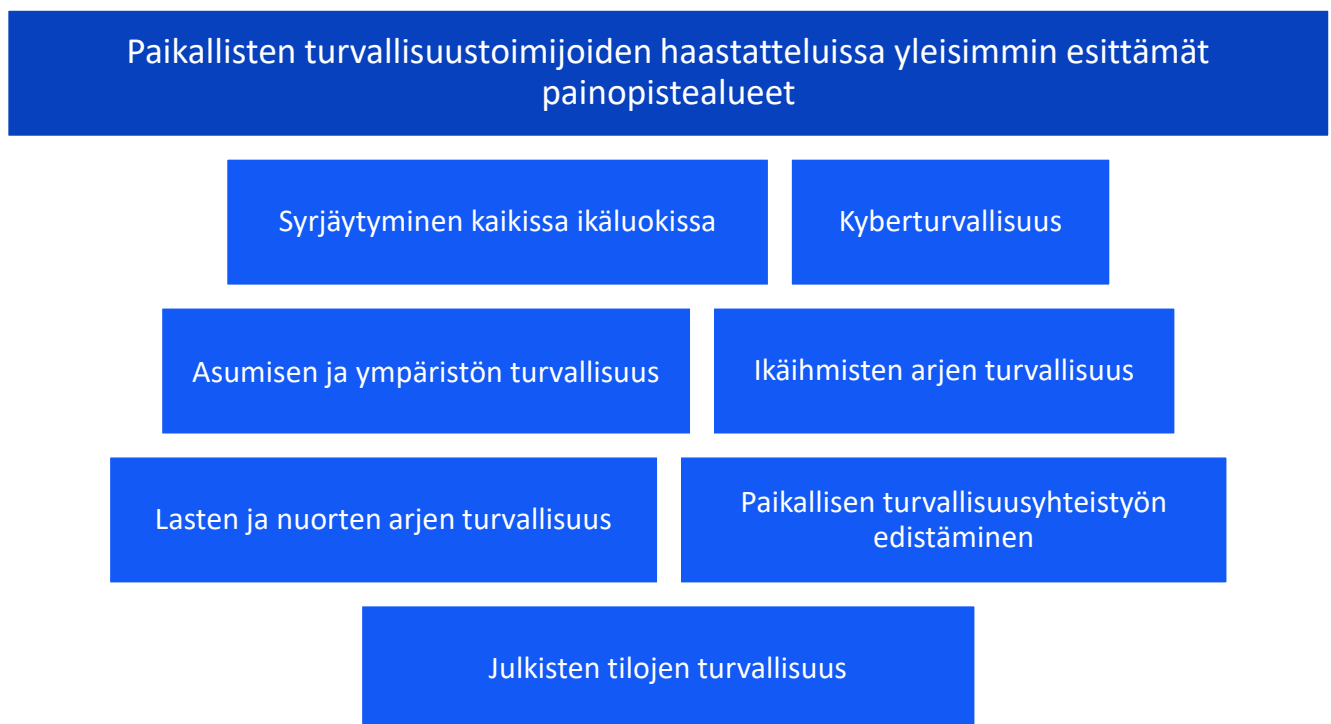 Paikallisten turvallisuustoimijoiden haastatteluissa yleisimmin esittämät
painopistealueet
Syrjäytyminen kaikissa ikäluokissa
Kyberturvallisuus
Asumisen ja ympäristön turvallisuus
Ikäihmisten arjen turvallisuus
Lasten ja nuorten arjen turvallisuus
Paikallisen turvallisuusyhteistyön
edistäminen
Julkisten tilojen turvallisuus